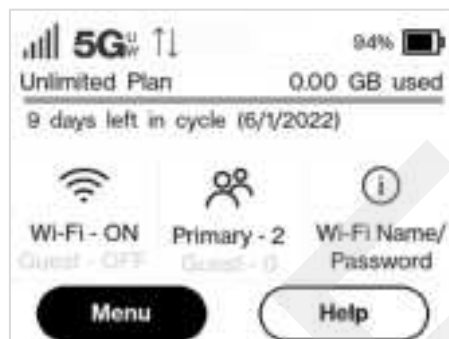 5G UW 94%
Unlimited Plan 0.00 GB used
9 days left in cycle (6/1/2022)
Wi-Fi - ON Primary - 2 Wi-Fi Name/
Guest - OFF Guest - 0 Password
Menu Help